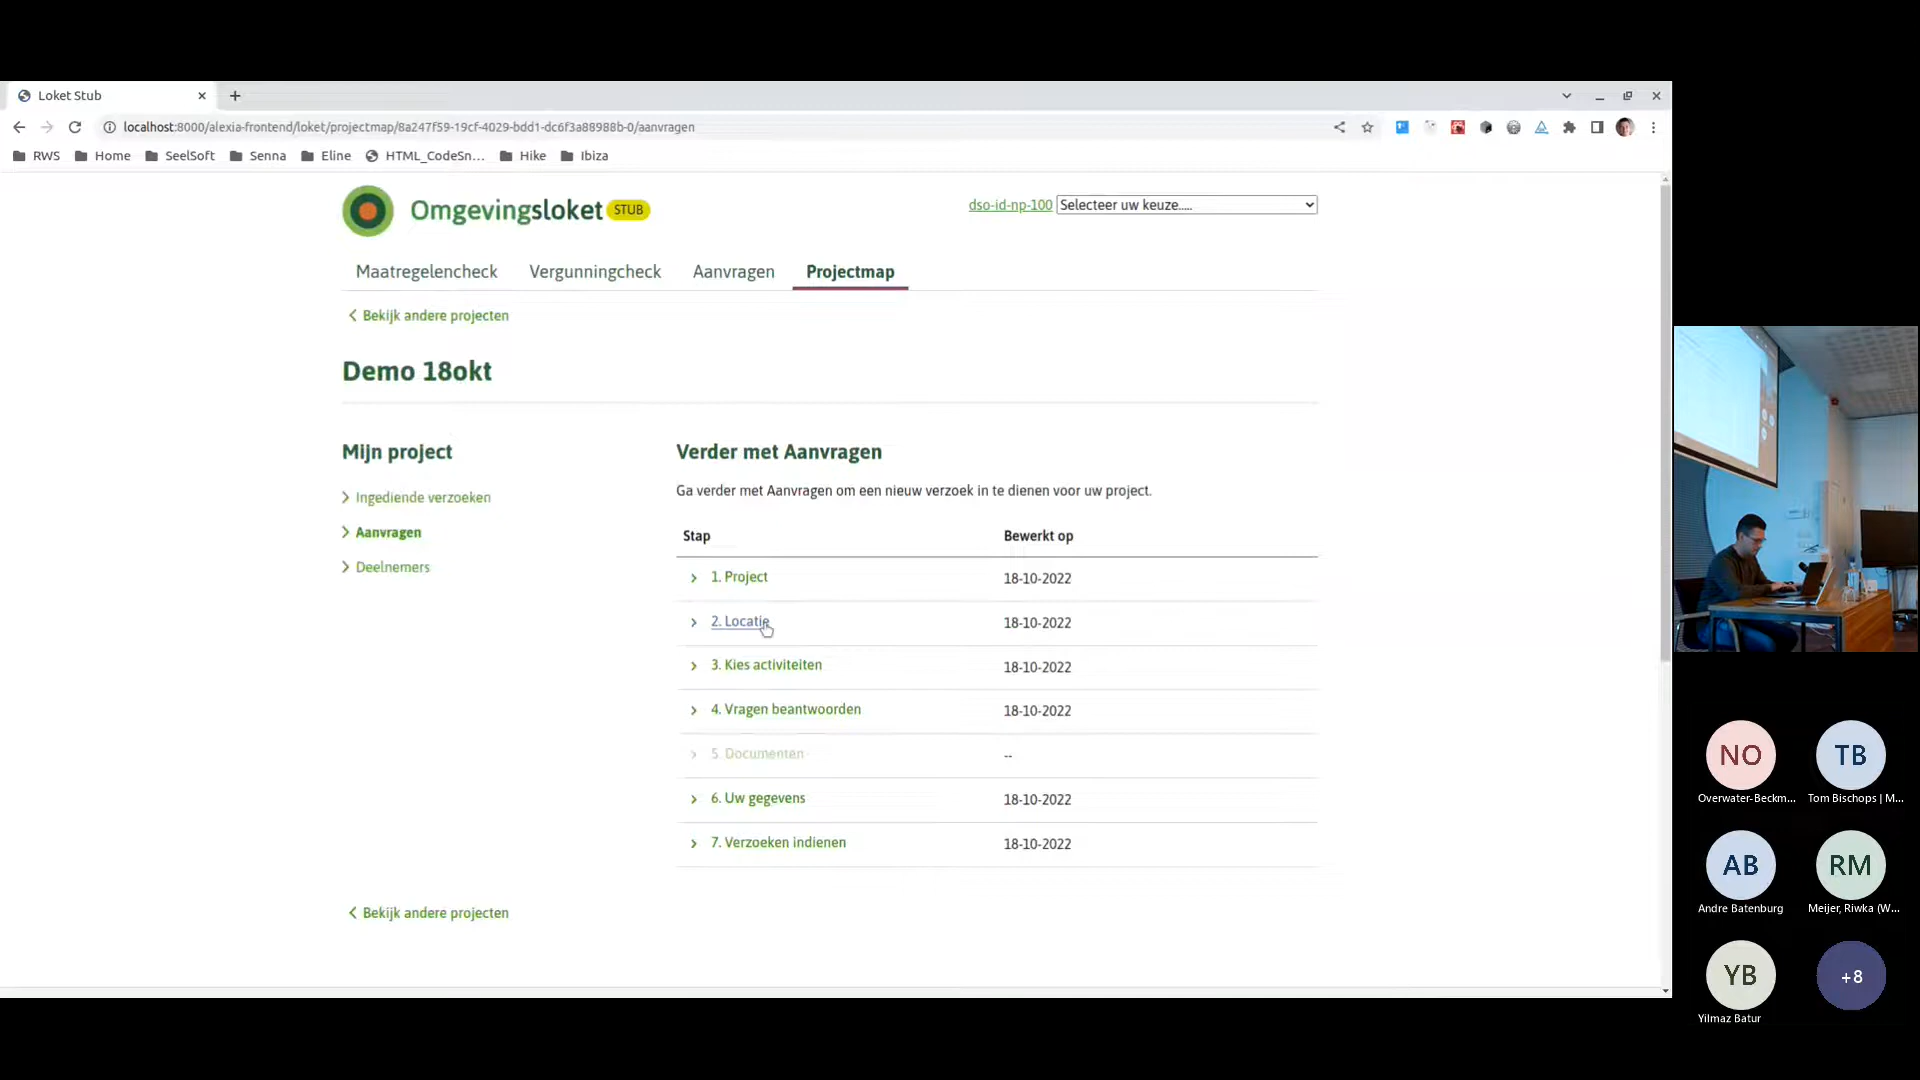 Loket Stub
localhost:8000/alexia-frontend/loket/projectmap/8a247f59-19cf-4029-bdd1-dc6f3a88988b-0/aanvragen
RWS Home SeelSoft Senna Eline HTML_CodeSn... Hike Ibiza
Omgevingsloket STUB
dso-id-np-100 Selecteer uw keuze.....
Maatregelencheck Vergunningcheck Aanvragen Projectmap
Bekijk andere projecten
Demo 18okt
Mijn project
Ingediende verzoeken
Aanvragen
Deelnemers
Verder met Aanvragen
Ga verder met Aanvragen om een nieuw verzoek in te dienen voor uw project.
Stap Bewerkt op
1. Project 18-10-2022
2. Locatie 18-10-2022
3. Kies activiteiten 18-10-2022
4. Vragen beantwoorden 18-10-2022
5. Documenten --
6. Uw gegevens 18-10-2022
7. Verzoeken indienen 18-10-2022
Bekijk andere projecten
NO TB
Overwater-Beckm... Tom Bischops | M...
AB RM
Andre Batenburg Meijer, Riwka (W...
YB +8
Yilmaz Batur